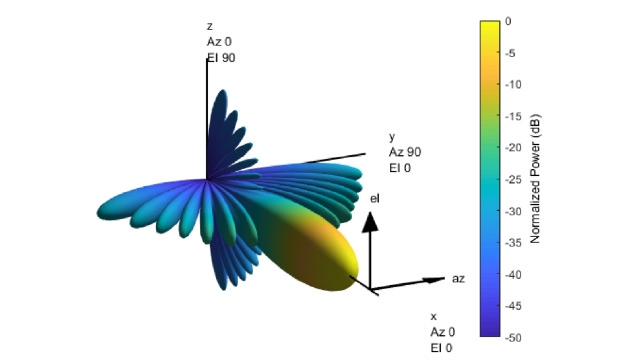 z
Az 0
El 90
y
Az 90
El 0
el
az
x
Az 0
El 0
0
-5
-10
-15
-20
-25
-30
-35
-40
-45
-50
Normalized Power (dB)